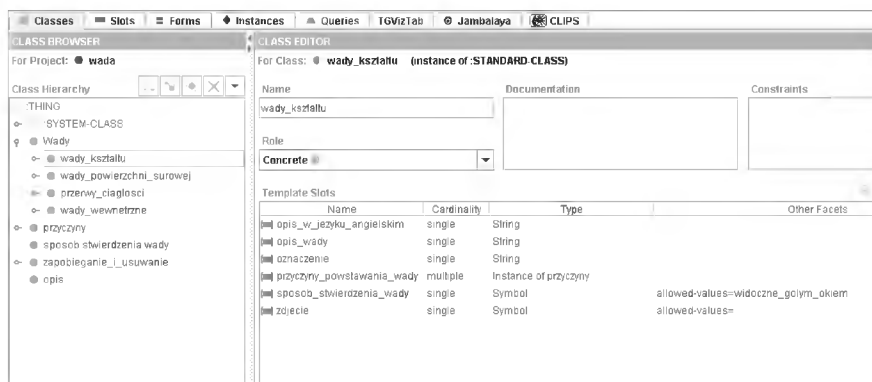 Classes Slots Forms Instances Queries TGVizTab Jambalaya CLIPS
CLASS BROWSER
For Project: wada
Class Hierarchy
:THING
:SYSTEM-CLASS
Wady
wady_ksztaltu
wady_powierzchni_surowej
przerwy_ciaglosci
wady_wewnetrzne
przyczyny
sposob stwierdzenia wady
zapobieganie_i_usuwanie
opis
CLASS EDITOR
For Class: wady_ksztaltu (instance of :STANDARD-CLASS)
Name Documentation Constraints
wady_ksztaltu
Role
Concrete
Template Slots
Name Cardinality Type Other Facets
opis_w_jezyku_angielskim single String
opis_wady single String
oznaczenie single String
przyczyny_powstawania_wady multiple Instance of przyczyny
sposob_stwierdzenia_wady single Symbol allowed-values=widoczne_golym_okiem
zdjecie single Symbol allowed-values=